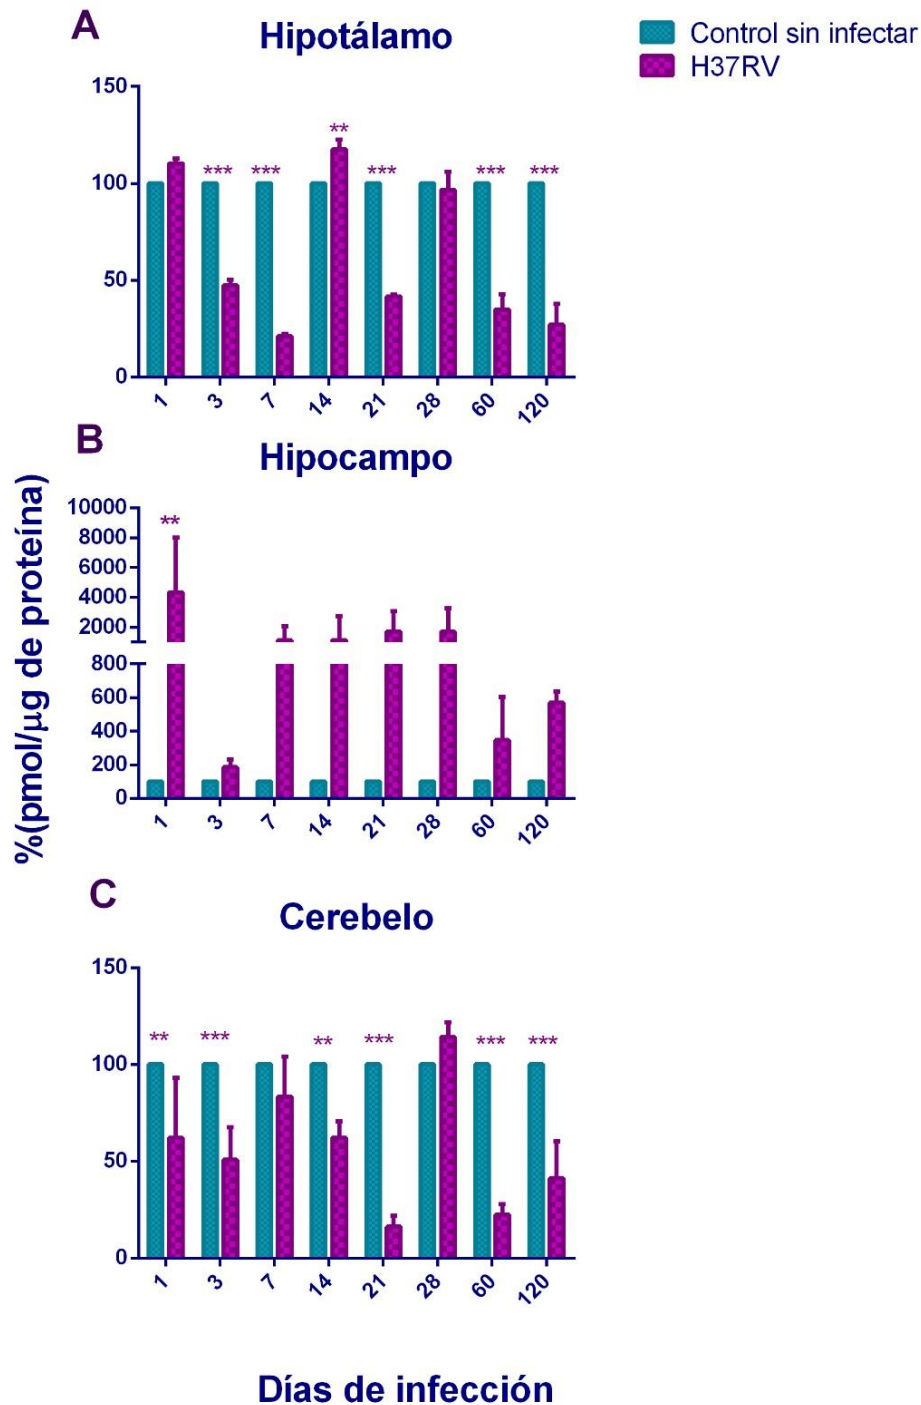 A
Hipotálamo
Control sin infectar
H37RV
150
**
*** *** *** *** ***
100
50
0
1 3 7 14 21 28 60 120
B
Hipocampo
%(pmol/µg de proteína)
10000
**
8000
6000
4000
2000
800
600
400
200
0
1 3 7 14 21 28 60 120
C
Cerebelo
150
** *** ** *** *** ***
100
50
0
1 3 7 14 21 28 60 120
Días de infección